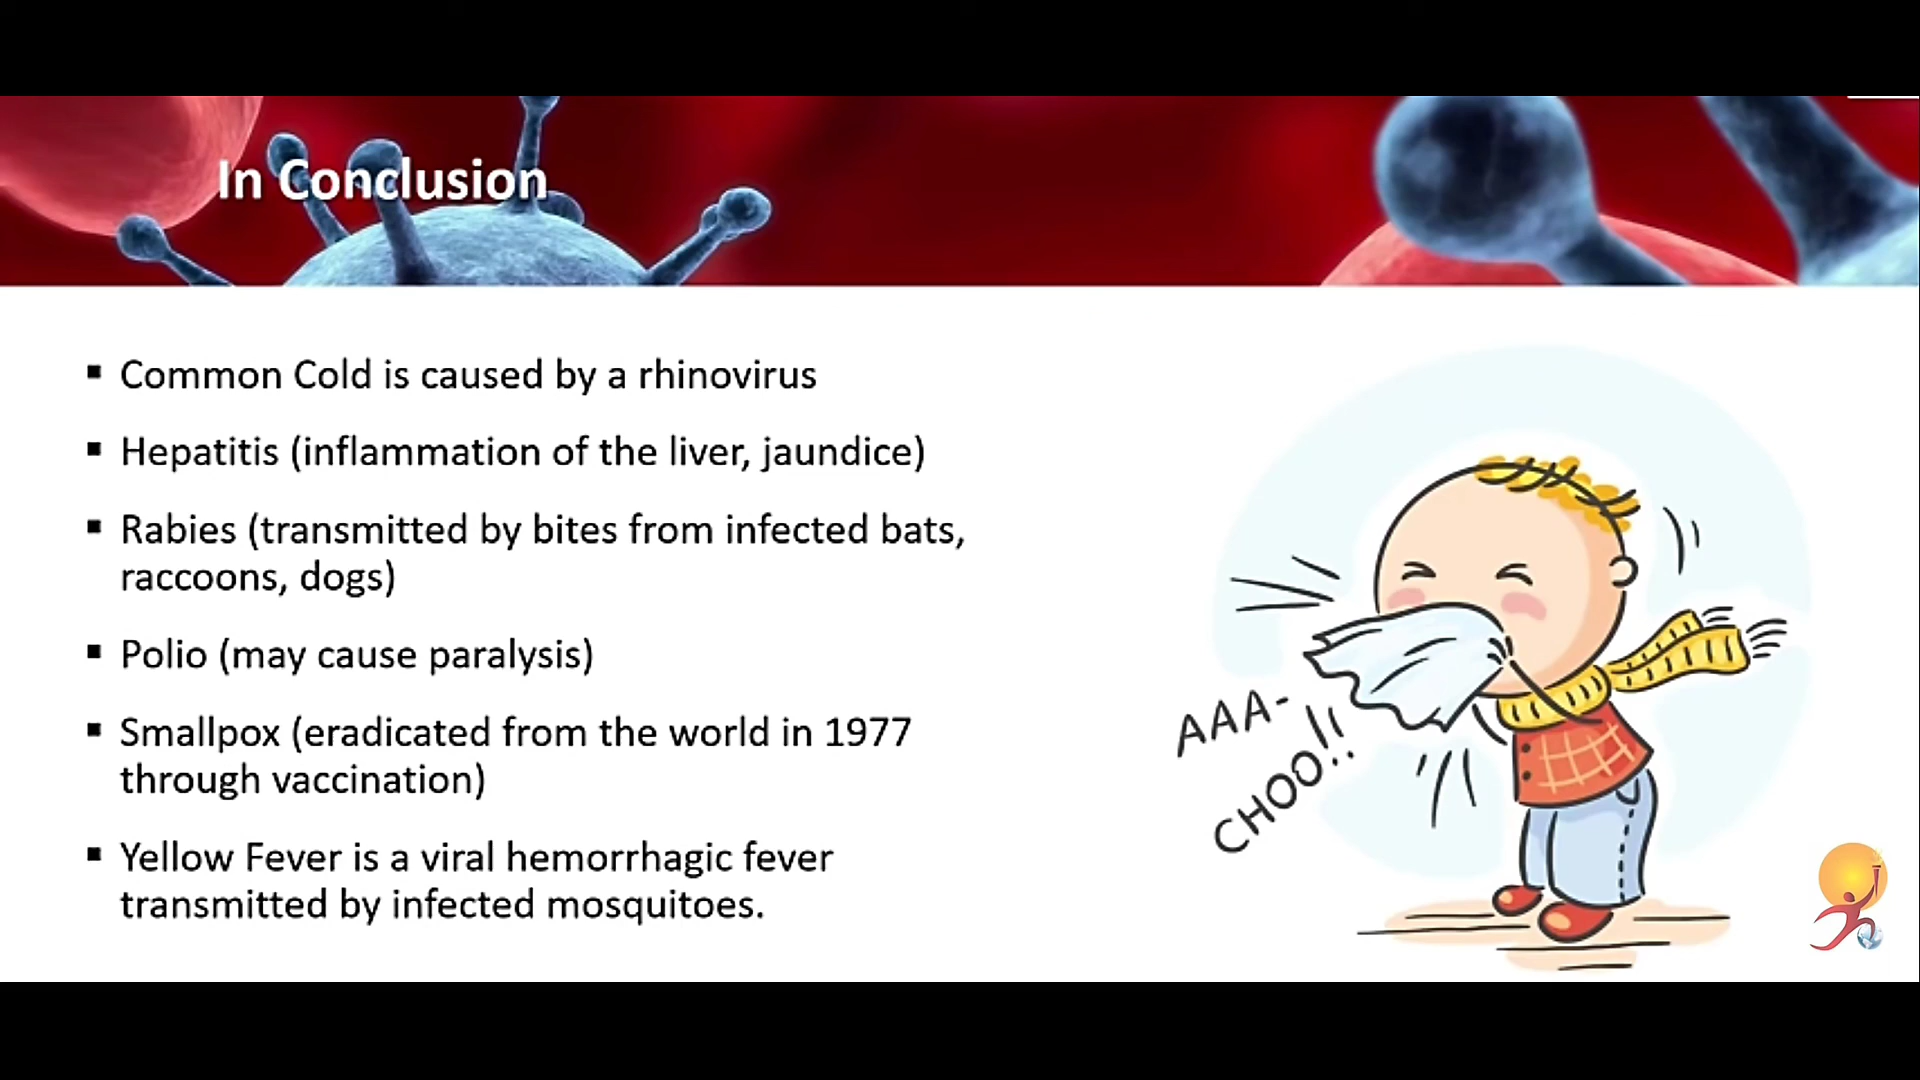 In Conclusion
▪ Common Cold is caused by a rhinovirus
▪ Hepatitis (inflammation of the liver, jaundice)
▪ Rabies (transmitted by bites from infected bats,
raccoons, dogs)
▪ Polio (may cause paralysis)
▪ Smallpox (eradicated from the world in 1977
through vaccination)
▪ Yellow Fever is a viral hemorrhagic fever
transmitted by infected mosquitoes.
AAA-
CHOO!!